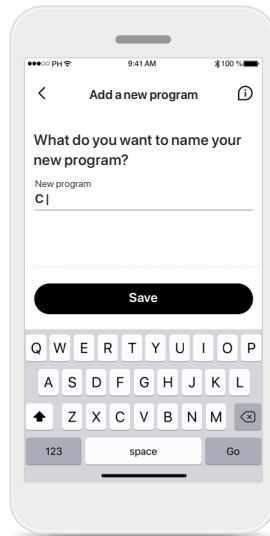 PH 9:41 AM 100 %
Add a new program
What do you want to name your
new program?
New program
C|
Save
Q W E R T Y U I O P
A S D F G H J K L
Z X C V B N M
123 space Go